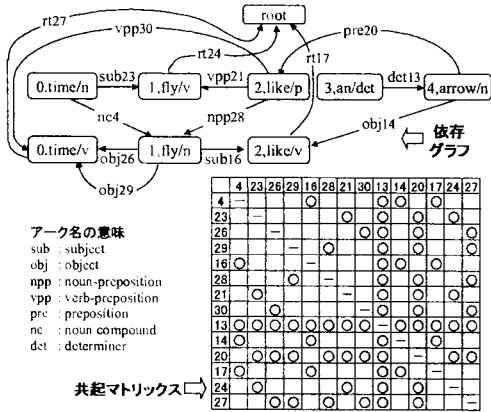 root
rt27
vpp30
rt24
rt17
pre20
0,time/n
sub23
1,fly/v
vpp21
2,like/p
3,an/det
det13
4,arrow/n
nc4
npp28
obj14
依存
グラフ
0,time/v
obj26
1,fly/n
sub16
2,like/v
obj29
4 23 26 29 16 28 21 30 13 14 20 17 24 27
4
23
26
29
16
28
21
30
13
14
20
17
24
27
アーク名の意味
sub : subject
obj : object
npp : noun-preposition
vpp : verb-preposition
pre : preposition
nc : noun compound
det : determiner
共起マトリックス